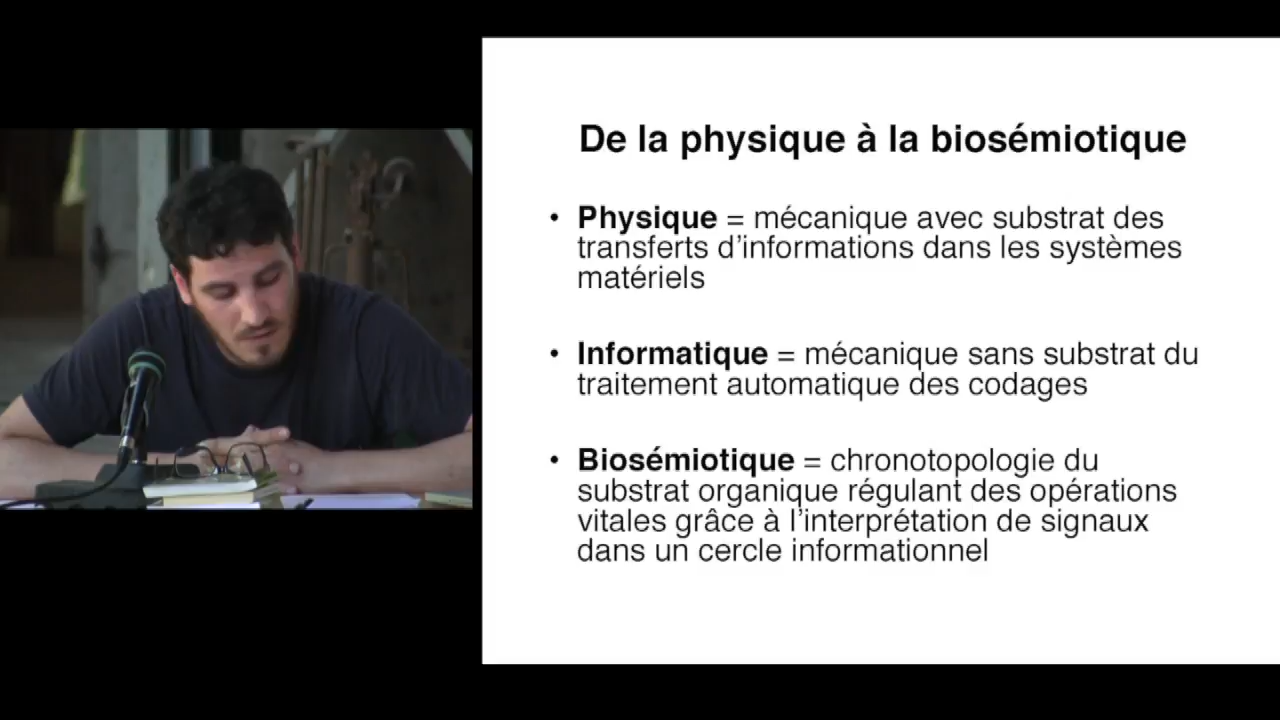 De la physique à la biosémiotique
• Physique = mécanique avec substrat des
transferts d’informations dans les systèmes
matériels
• Informatique = mécanique sans substrat du
traitement automatique des codages
• Biosémiotique = chronotopologie du
substrat organique régulant des opérations
vitales grâce à l’interprétation de signaux
dans un cercle informationnel